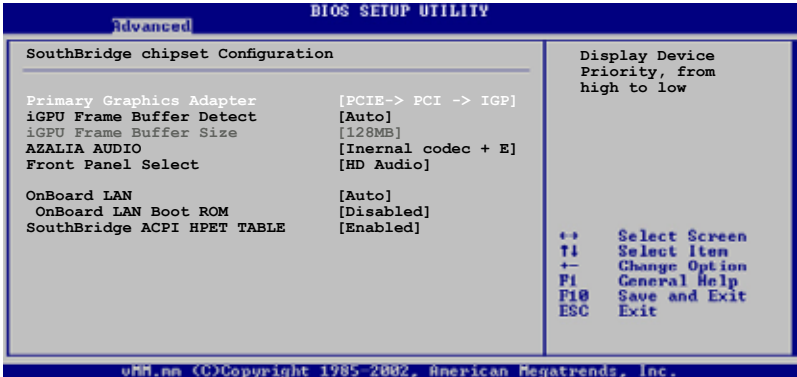 BIOS SETUP UTILITY
Advanced
SouthBridge chipset Configuration
Primary Graphics Adapter [PCIE-> PCI -> IGP]
iGPU Frame Buffer Detect [Auto]
iGPU Frame Buffer Size [128MB]
AZALIA AUDIO [Inernal codec + E]
Front Panel Select [HD Audio]
OnBoard LAN [Auto]
OnBoard LAN Boot ROM [Disabled]
SouthBridge ACPI HPET TABLE [Enabled]
Display Device
Priority, from
high to low
↔ Select Screen
↑↓ Select Item
+- Change Option
F1 General Help
F10 Save and Exit
ESC Exit
vMM.mm (C)Copyright 1985-2002, American Megatrends, Inc.